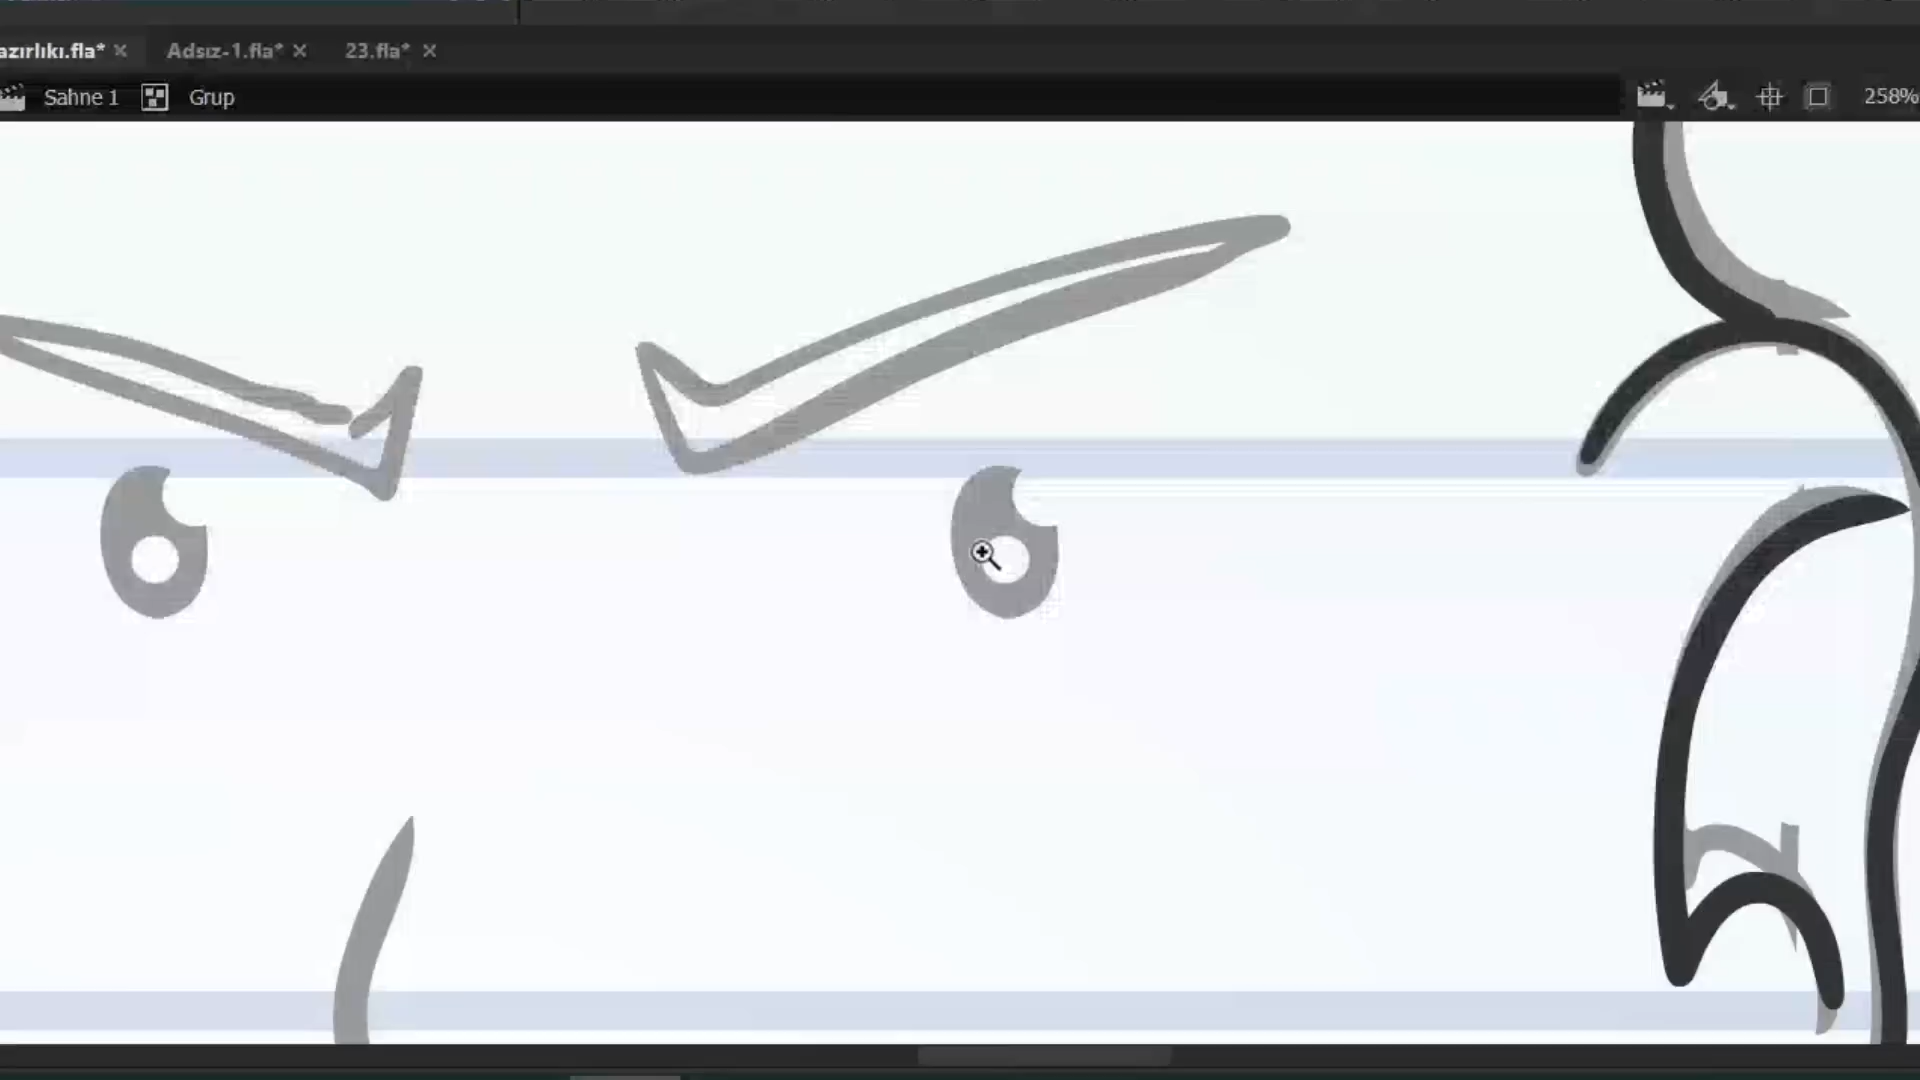 azırlıkı.fla* × Adsız-1.fla* × 23.fla* ×
Sahne 1 Grup 258%